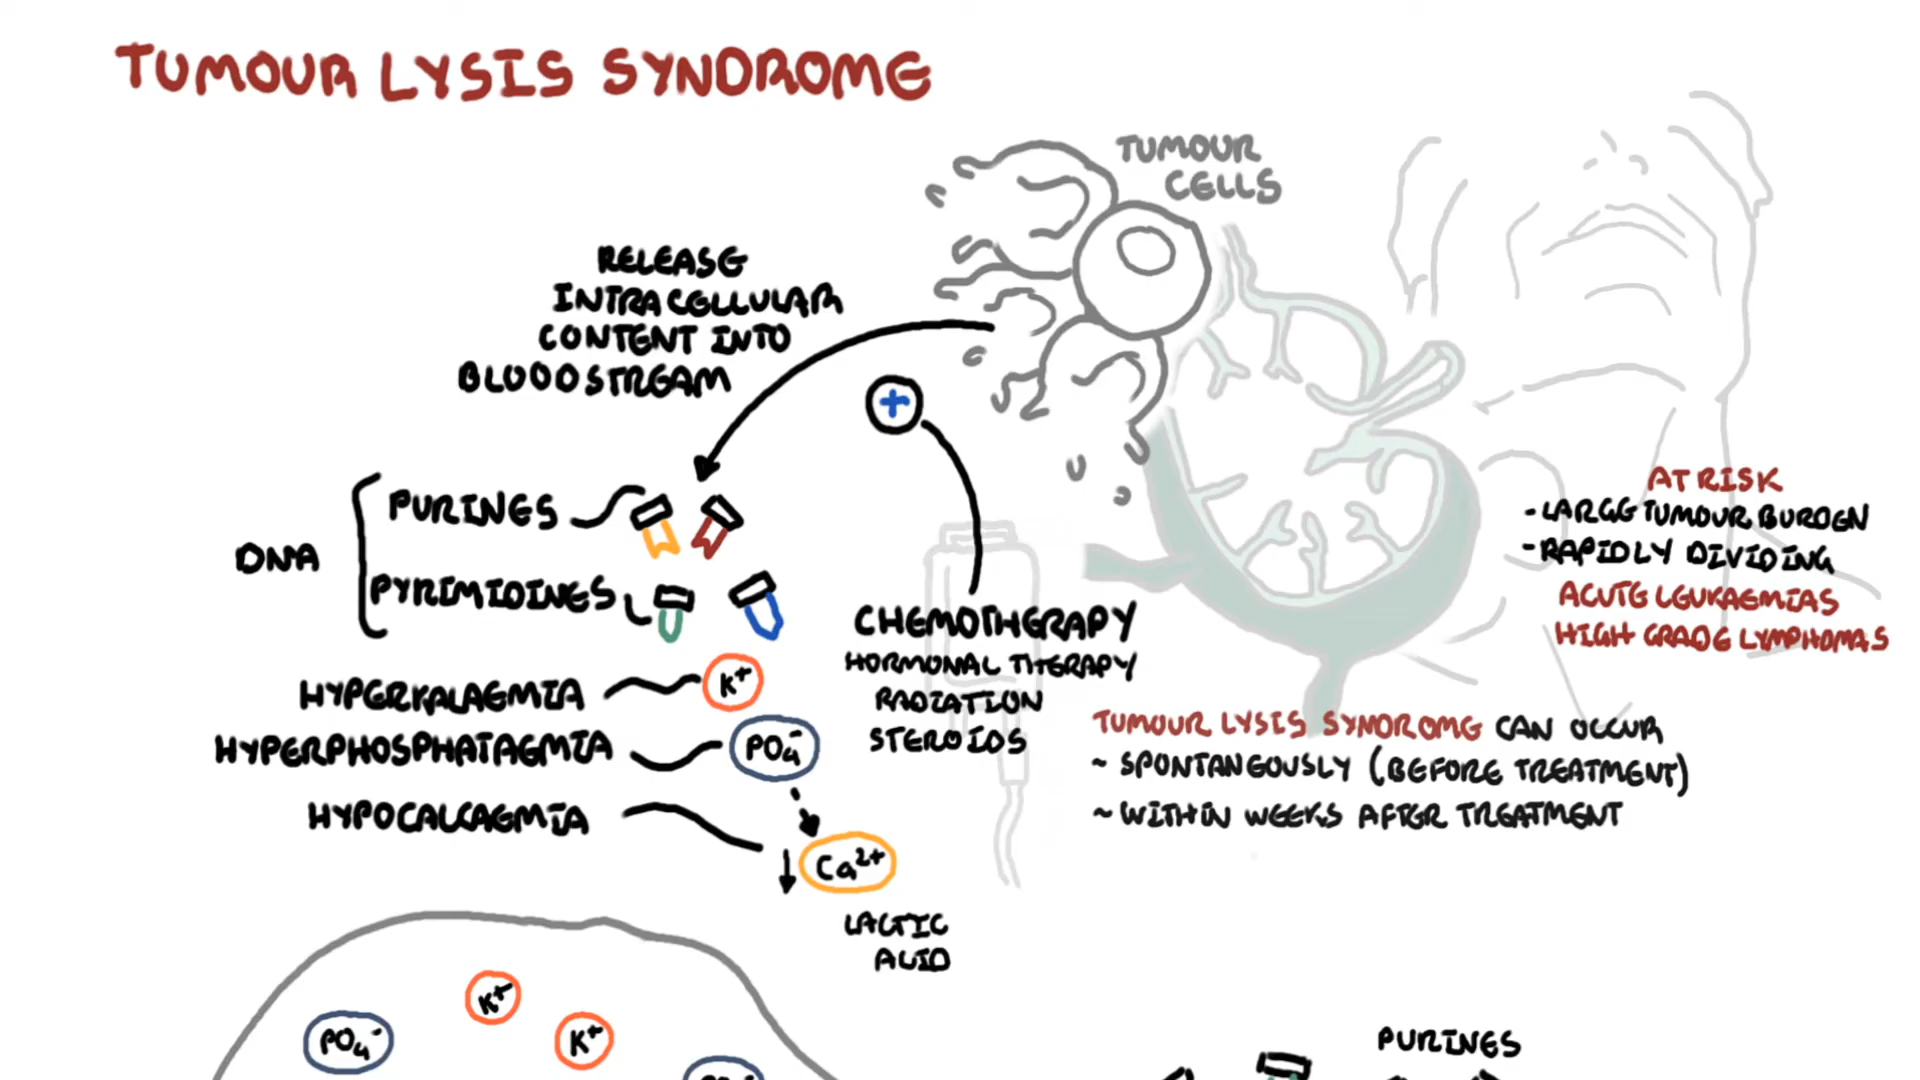 TUMOUR LYSIS SYNDROME
TUMOUR
CELLS
RELEASE
INTRACELLULAR
CONTENT INTO
BLOODSTREAM
+
DNA
PURINES
PYRIMIDINES
HYPERKALAEMIA
K+
HYPERPHOSPHATAEMIA
PO4-
HYPOCALCAEMIA
↓ Ca2+
LACTIC
ACID
CHEMOTHERAPY
HORMONAL THERAPY
RADIATION
STEROIDS
AT RISK
- LARGE TUMOUR BURDEN
- RAPIDLY DIVIDING
ACUTE LEUKAEMIAS
HIGH GRADE LYMPHOMAS
TUMOUR LYSIS SYNDROME CAN OCCUR
~ SPONTANEOUSLY (BEFORE TREATMENT)
~ WITHIN WEEKS AFTER TREATMENT
K+
PO4-
K+
PURINES